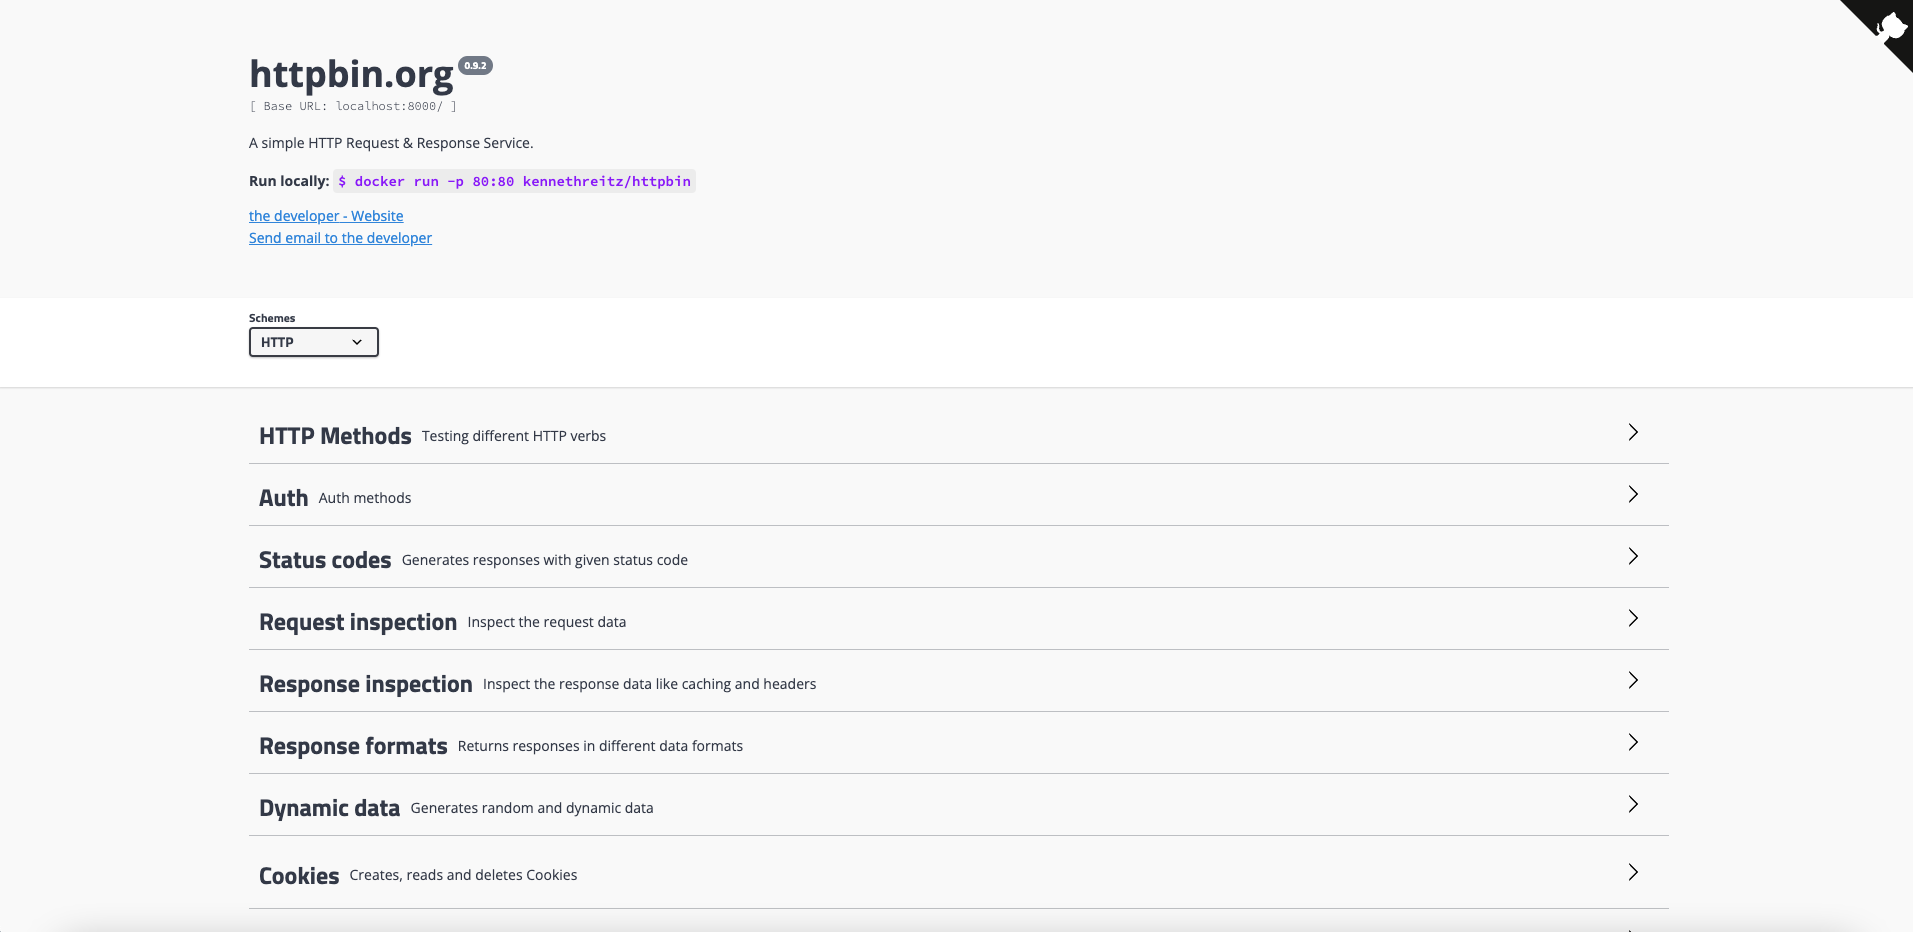 httpbin.org 0.9.2
[ Base URL: localhost:8000/ ]
A simple HTTP Request & Response Service.
Run locally: $ docker run -p 80:80 kennethreitz/httpbin
the developer - Website
Send email to the developer
Schemes
HTTP
HTTP Methods Testing different HTTP verbs
Auth Auth methods
Status codes Generates responses with given status code
Request inspection Inspect the request data
Response inspection Inspect the response data like caching and headers
Response formats Returns responses in different data formats
Dynamic data Generates random and dynamic data
Cookies Creates, reads and deletes Cookies